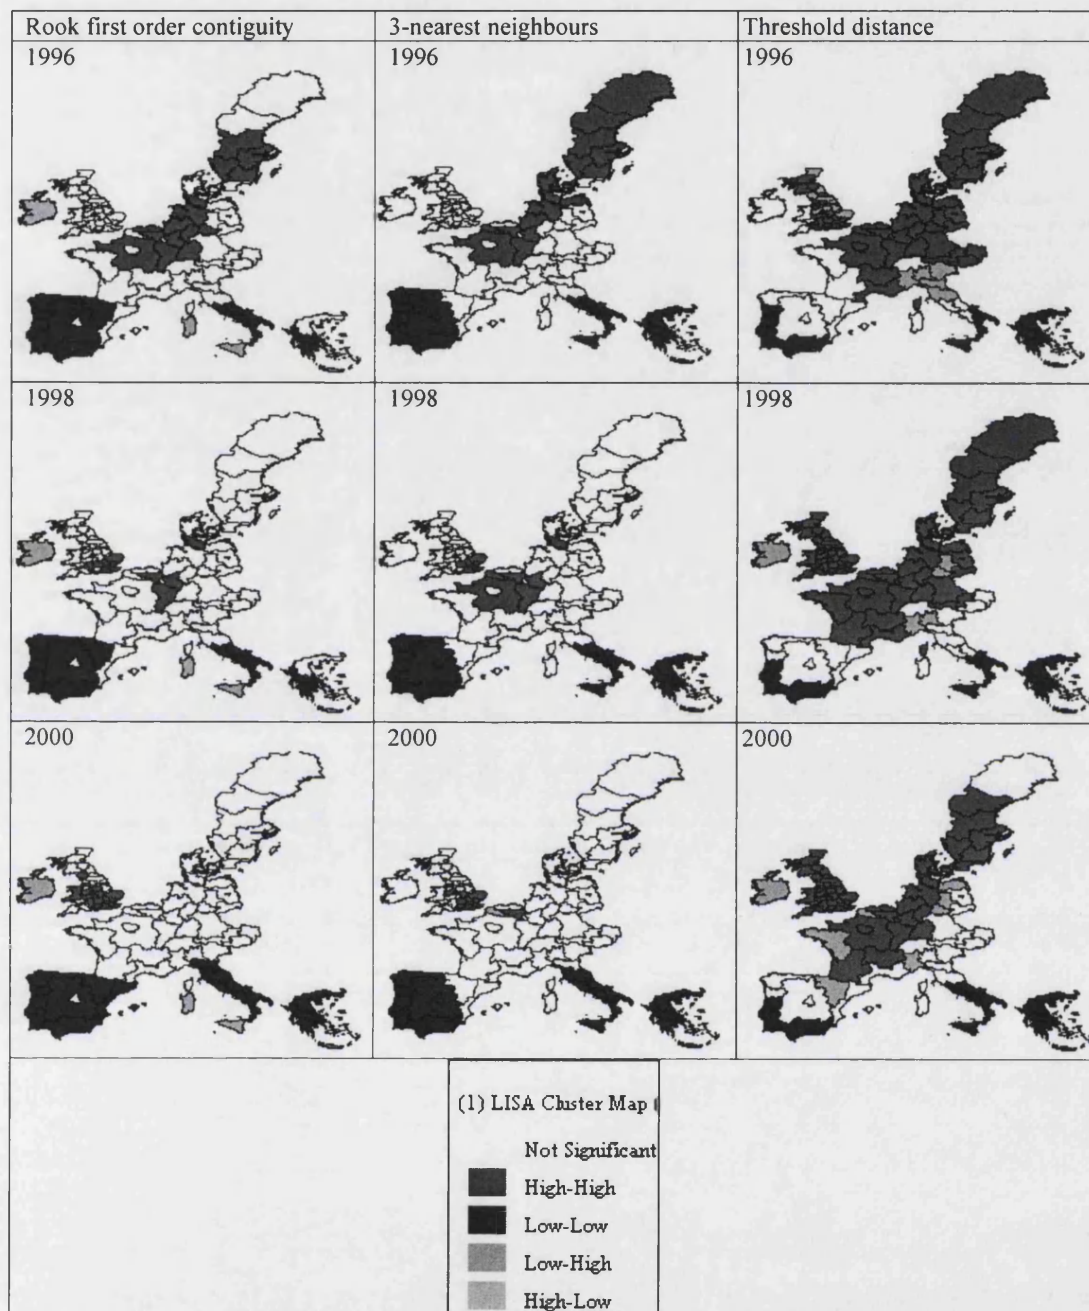 Rook first order contiguity
3-nearest neighbours
Threshold distance
1996
1996
1996
1998
1998
1998
2000
2000
2000
(1) LISA Cluster Map
Not Significant
High-High
Low-Low
Low-High
High-Low